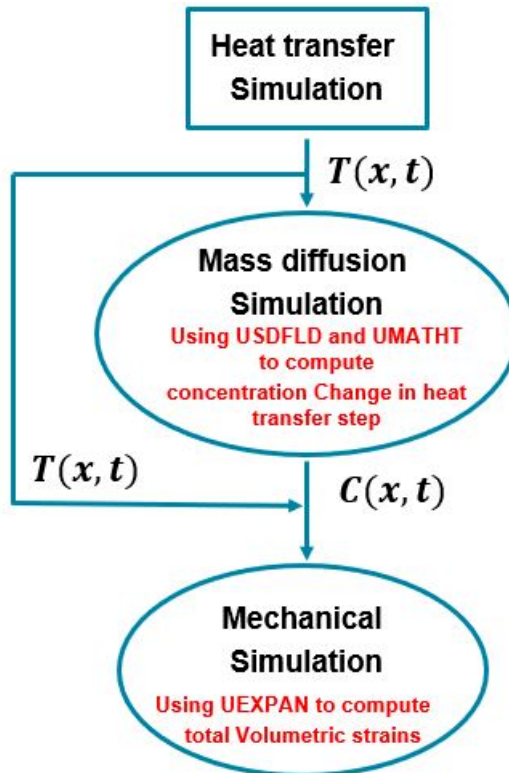 Heat transfer
Simulation
T(x, t)
Mass diffusion
Simulation
Using USDFLD and UMATHT
to compute
concentration Change in heat
transfer step
T(x, t)
C(x, t)
Mechanical
Simulation
Using UEXPAN to compute
total Volumetric strains